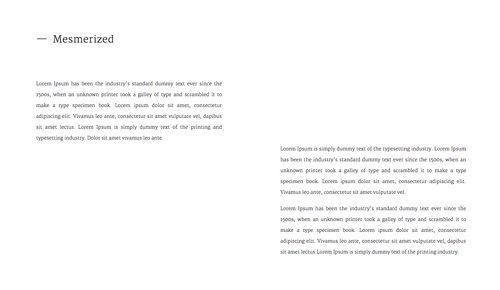 — Mesmerized
Lorem Ipsum has been the industry's standard dummy text ever since the
1500s, when an unknown printer took a galley of type and scrambled it to
make a type specimen book. Lorem ipsum dolor sit amet, consectetur
adipiscing elit. Vivamus leo ante, consectetur sit amet vulputate vel, dapibus
sit amet lectus. Lorem Ipsum is simply dummy text of the printing and
typesetting industry. Dolor sit amet vivamus leo ante.
Lorem Ipsum is simply dummy text of the typesetting industry. Lorem Ipsum
has been the industry's standard dummy text ever since the 1500s, when an
unknown printer took a galley of type and scrambled it to make a type
specimen book. Lorem ipsum dolor sit amet, consectetur adipiscing elit.
Vivamus leo ante, consectetur sit amet vulputate vel.
Lorem Ipsum has been the industry's standard dummy text ever since the
1500s, when an unknown printer took a galley of type and scrambled it to
make a type specimen book. Lorem ipsum dolor sit amet, consectetur
adipiscing elit. Vivamus leo ante, consectetur sit amet vulputate vel, dapibus
sit amet lectus.Lorem Ipsum is simply dummy text of the printing industry.